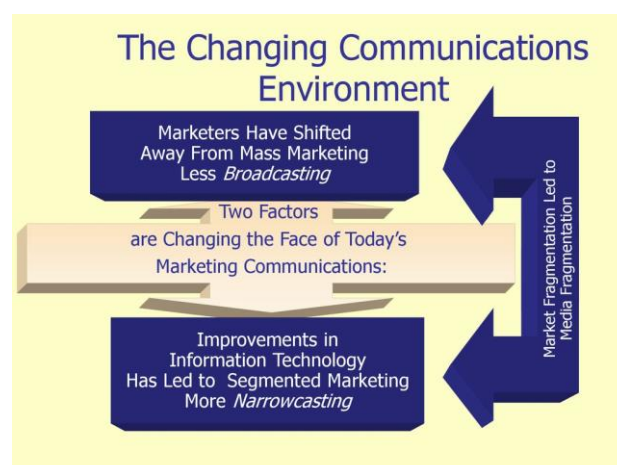 The Changing Communications
Environment
Marketers Have Shifted
Away From Mass Marketing
Less Broadcasting
Two Factors
are Changing the Face of Today's
Marketing Communications:
Improvements in
Information Technology
Has Led to Segmented Marketing
More Narrowcasting
Market Fragmentation Led to
Media Fragmentation